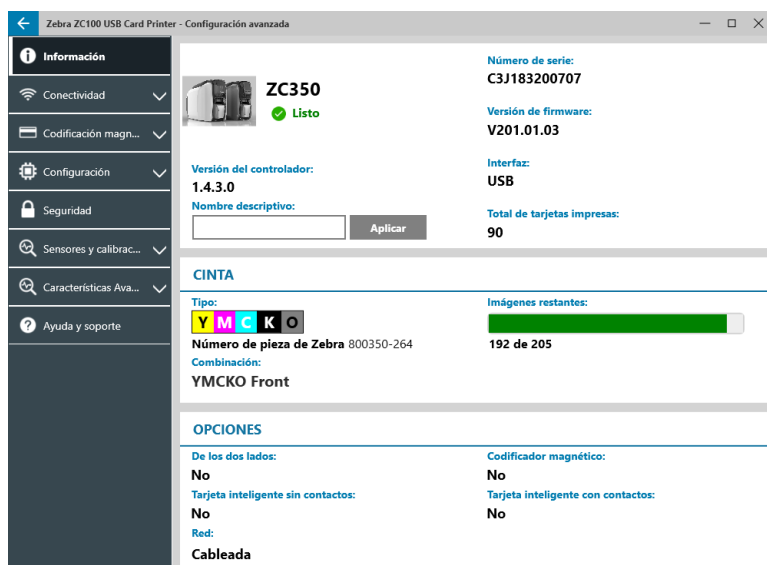 Zebra ZC100 USB Card Printer - Configuración avanzada
Información
Conectividad
Codificación magn...
Configuración
Seguridad
Sensores y calibrac...
Características Ava...
Ayuda y soporte
ZC350
Listo
Versión del controlador:
1.4.3.0
Nombre descriptivo:
Aplicar
Número de serie:
C3J183200707
Versión de firmware:
V201.01.03
Interfaz:
USB
Total de tarjetas impresas:
90
CINTA
Tipo:
Y M C K O
Número de pieza de Zebra 800350-264
Combinación:
YMCKO Front
Imágenes restantes:
192 de 205
OPCIONES
De los dos lados:
No
Codificador magnético:
No
Tarjeta inteligente sin contactos:
No
Tarjeta inteligente con contactos:
No
Red:
Cableada